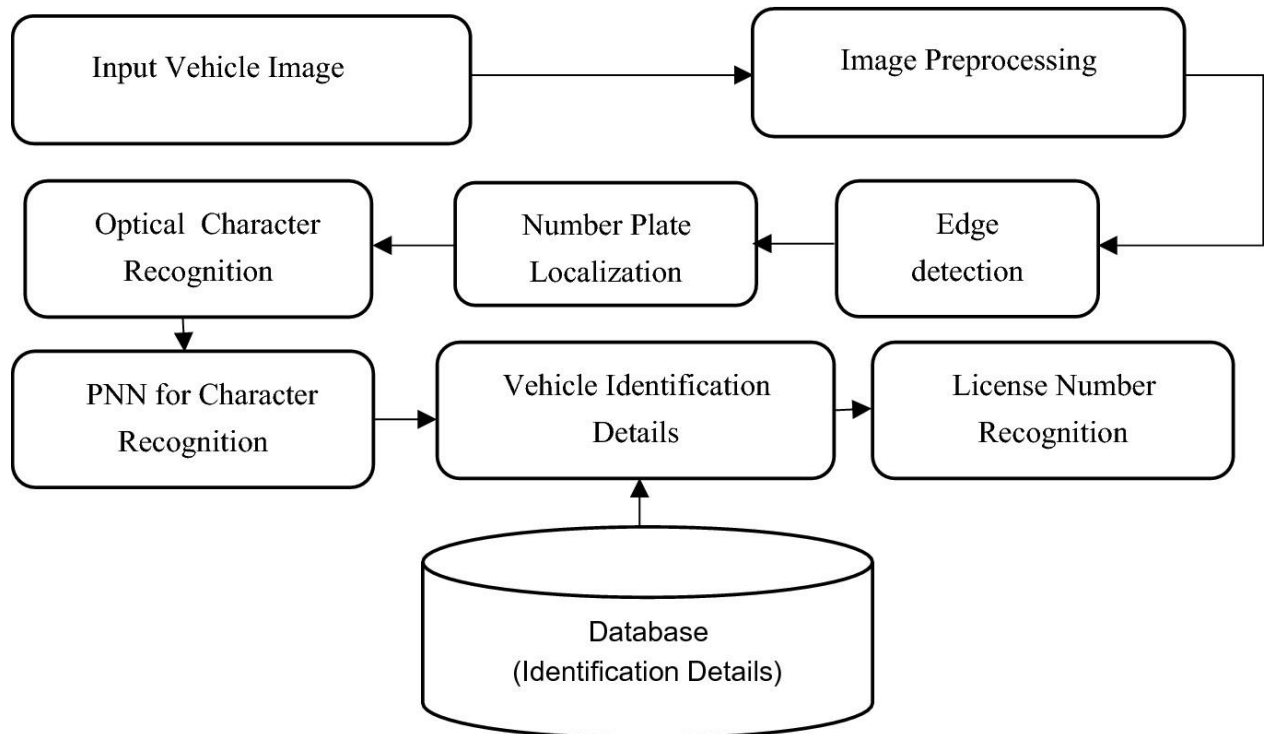 Input Vehicle Image
Image Preprocessing
Edge
detection
Number Plate
Localization
Optical Character
Recognition
PNN for Character
Recognition
Vehicle Identification
Details
License Number
Recognition
Database
(Identification Details)